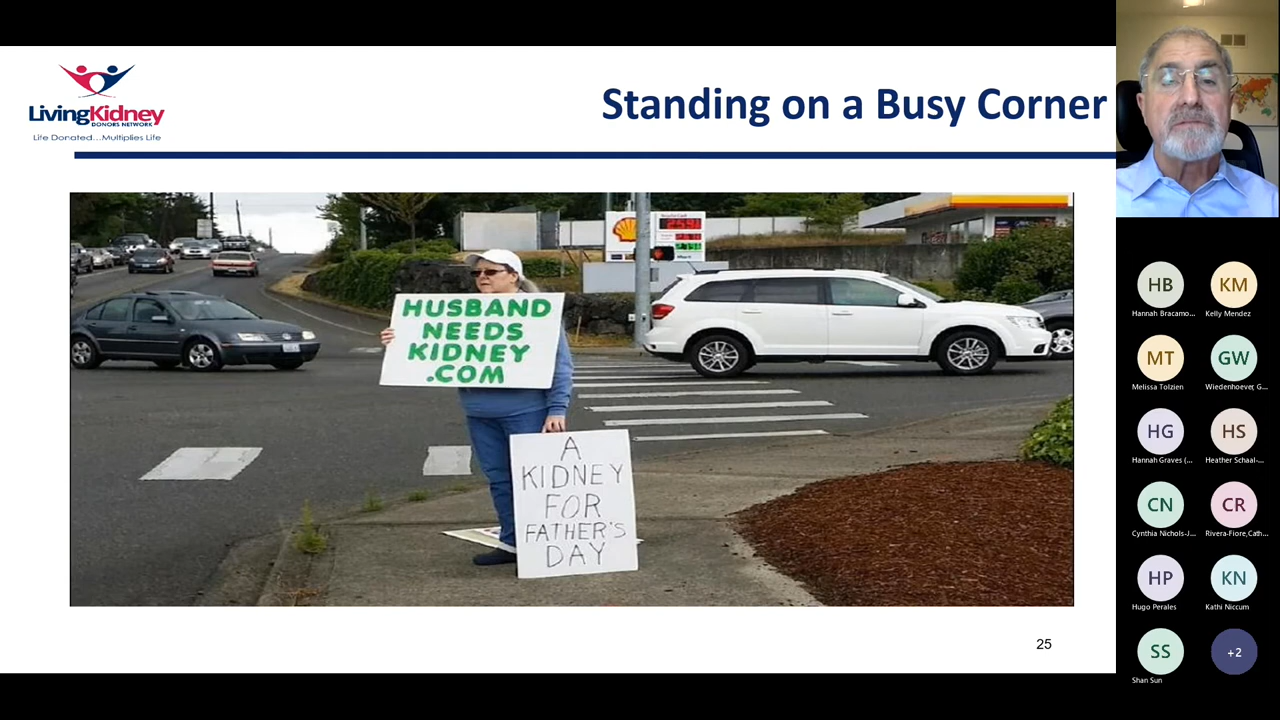 LivingKidney
DONORS NETWORK
Life Donated...Multiplies Life
Standing on a Busy Corner
HUSBAND
NEEDS
KIDNEY
.COM
A
KIDNEY
FOR
FATHER'S
DAY
25
HB
KM
Hannah Bracamo...
Kelly Mendez
MT
GW
Melissa Tolzien
Wiedenhoever, G...
HG
HS
Hannah Graves (...
Heather Schaal-...
CN
CR
Cynthia Nichols-J...
Rivera-Fiore,Cath...
HP
KN
Hugo Perales
Kathi Niccum
SS
+2
Shan Sun